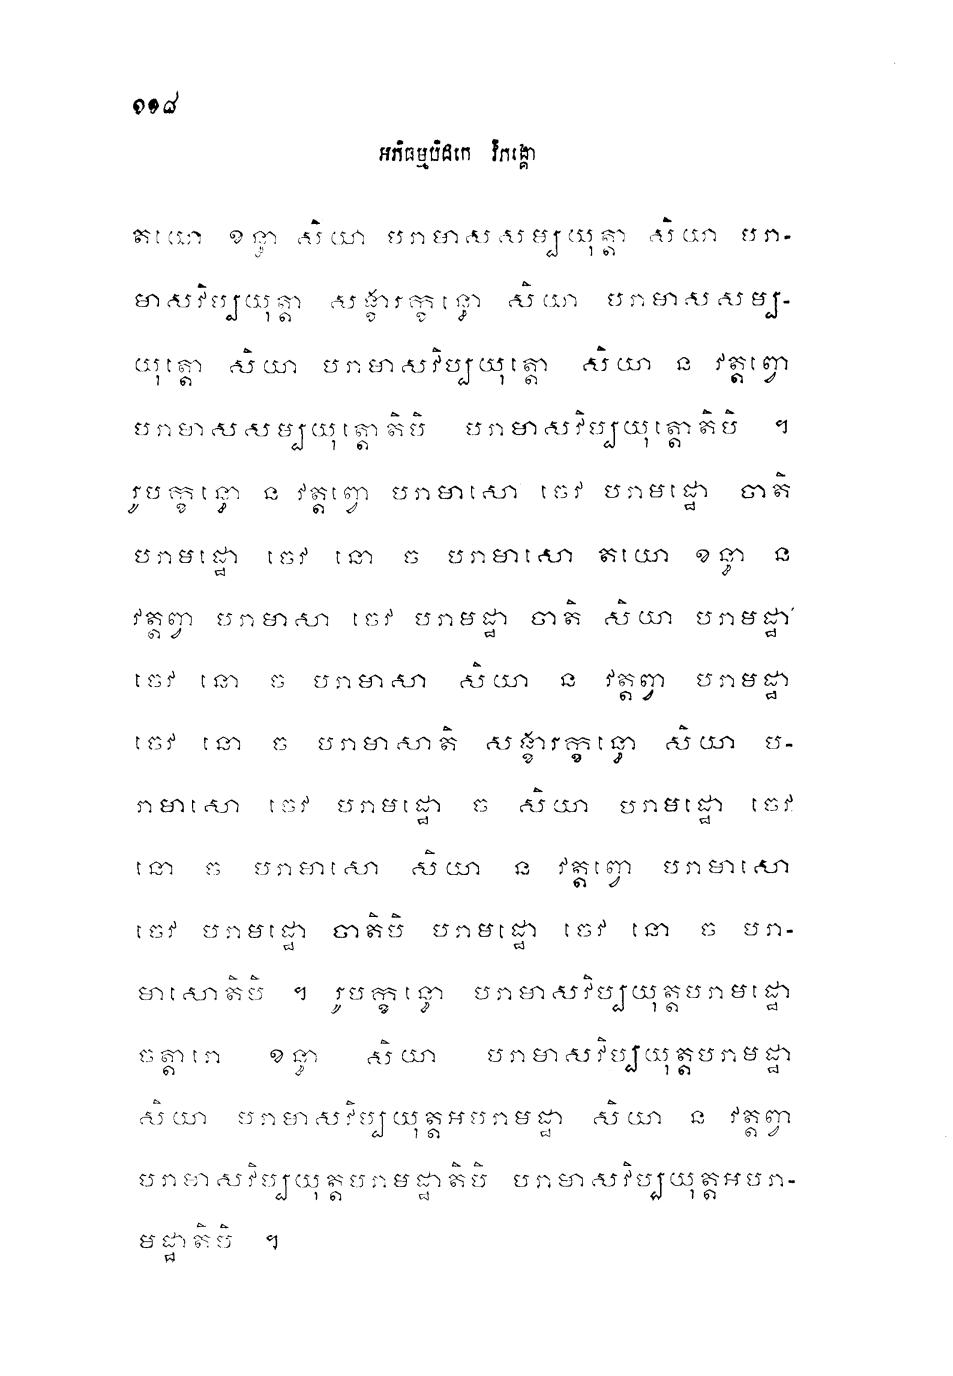 ១១៨
អភិធម្មបិដកេ វិភង្គោ
តយោ ខន្ធា សិយា បរាមាសសម្បយុត្តា សិយា បរា-
មាសវិប្បយុត្តា សង្ខារក្ខន្ធោ សិយា បរាមាសសម្ប-
យុត្តោ សិយា បរាមាសវិប្បយុត្តោ សិយា ន វត្តព្វោ
បរាមាសសម្បយុត្តោតិបិ បរាមាសវិប្បយុត្តោតិបិ ។
រូបក្ខន្ធោ ន វត្តព្វោ បរាមាសោ ចេវ បរាមដ្ឋោ ចាតិ
បរាមដ្ឋោ ចេវ នោ ច បរាមាសោ តយោ ខន្ធា ន
វត្តព្វា បរាមាសា ចេវ បរាមដ្ឋា ចាតិ សិយា បរាមដ្ឋា
ចេវ នោ ច បរាមាសា សិយា ន វត្តព្វា បរាមដ្ឋា
ចេវ នោ ច បរាមាសាតិ សង្ខារក្ខន្ធោ សិយា ប-
រាមាសោ ចេវ បរាមដ្ឋោ ច សិយា បរាមដ្ឋោ ចេវ
នោ ច បរាមាសោ សិយា ន វត្តព្វោ បរាមាសោ
ចេវ បរាមដ្ឋោ ចាតិបិ បរាមដ្ឋោ ចេវ នោ ច បរា-
មាសោតិបិ ។ រូបក្ខន្ធោ បរាមាសវិប្បយុត្តបរាមដ្ឋោ
ចត្តារោ ខន្ធា សិយា បរាមាសវិប្បយុត្តបរាមដ្ឋា
សិយា បរាមាសវិប្បយុត្តអបរាមដ្ឋា សិយា ន វត្តព្វា
បរាមាសវិប្បយុត្តបរាមដ្ឋាតិបិ បរាមាសវិប្បយុត្តអបរា-
មដ្ឋាតិបិ ។